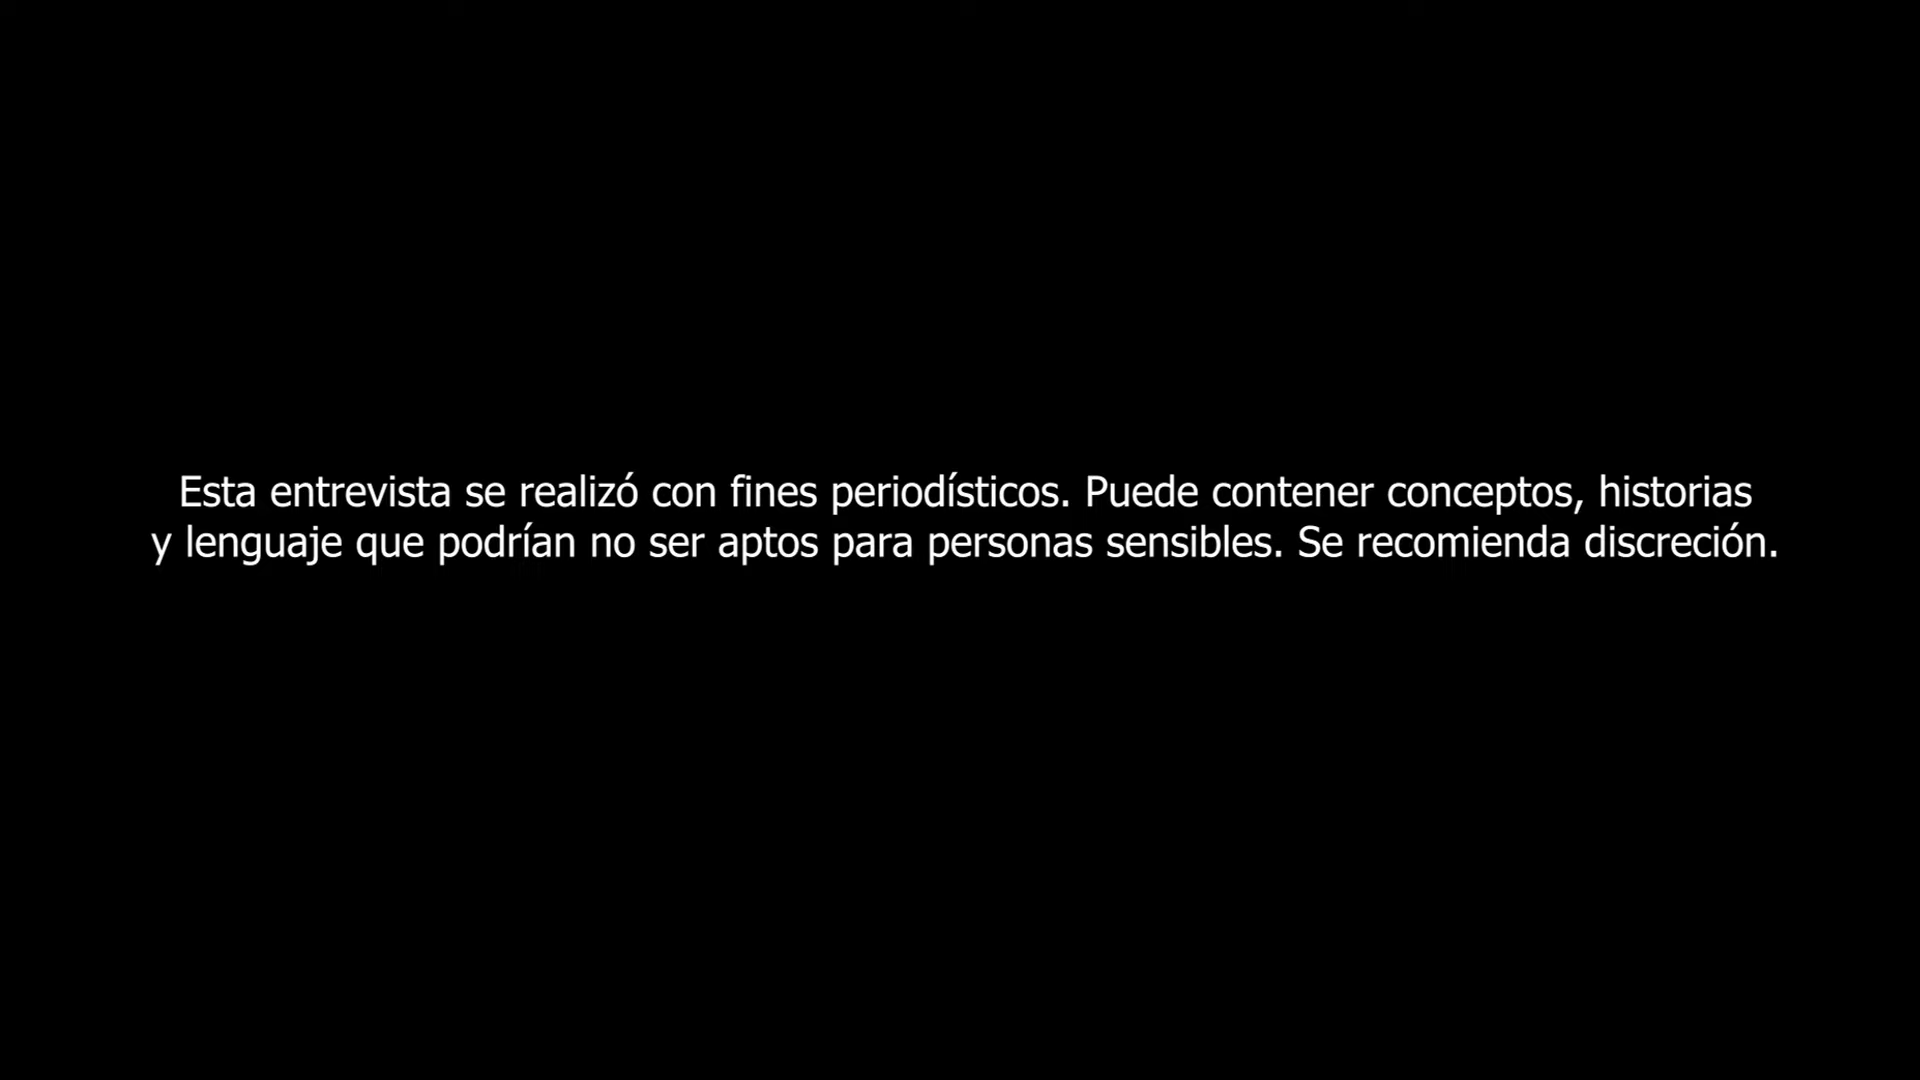 Esta entrevista se realizó con fines periodísticos. Puede contener conceptos, historias
y lenguaje que podrían no ser aptos para personas sensibles. Se recomienda discreción.